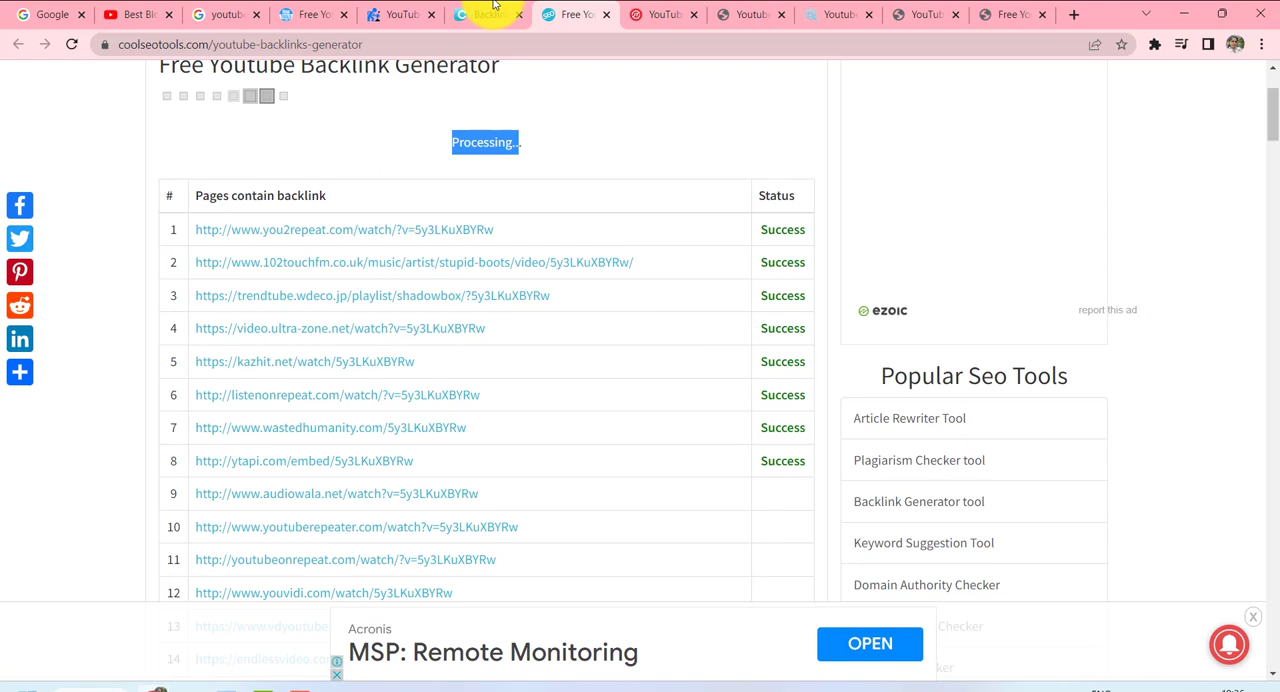 Google
Best Bl
youtub
Free Yo
YouTub
Backlin
Free Yo
YouTub
Youtub
Youtub
YouTub
Free Yo
coolseotools.com/youtube-backlinks-generator
Free Youtube Backlink Generator
Processing...
# Pages contain backlink Status
1 http://www.you2repeat.com/watch/?v=5y3LKuXBYRw Success
2 http://www.102touchfm.co.uk/music/artist/stupid-boots/video/5y3LKuXBYRw/ Success
3 https://trendtube.wdeco.jp/playlist/shadowbox/?5y3LKuXBYRw Success
4 https://video.ultra-zone.net/watch?v=5y3LKuXBYRw Success
5 https://kazhit.net/watch/5y3LKuXBYRw Success
6 http://listenonrepeat.com/watch/?v=5y3LKuXBYRw Success
7 http://www.wastedhumanity.com/5y3LKuXBYRw Success
8 http://ytapi.com/embed/5y3LKuXBYRw Success
9 http://www.audiowala.net/watch?v=5y3LKuXBYRw
10 http://www.youtuberepeater.com/watch?v=5y3LKuXBYRw
11 http://youtubeonrepeat.com/watch/?v=5y3LKuXBYRw
12 http://www.youvidi.com/watch/5y3LKuXBYRw
13 https://www.vdyoutube
14 https://endlessvideo.co
ezoic
report this ad
Popular Seo Tools
Article Rewriter Tool
Plagiarism Checker tool
Backlink Generator tool
Keyword Suggestion Tool
Domain Authority Checker
Checker
Acronis
MSP: Remote Monitoring
OPEN
X